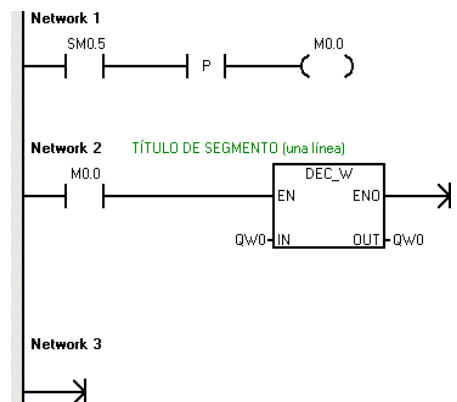 Network 1
SM0.5
P
M0.0
Network 2 TÍTULO DE SEGMENTO (una línea)
M0.0
DEC_W
EN ENO
QW0 IN OUT QW0
Network 3